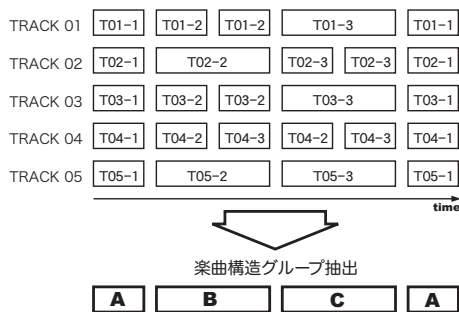 TRACK 01 T01-1 T01-2 T01-2 T01-3 T01-1
TRACK 02 T02-1 T02-2 T02-3 T02-3 T02-1
TRACK 03 T03-1 T03-2 T03-2 T03-3 T03-1
TRACK 04 T04-1 T04-2 T04-3 T04-2 T04-3 T04-1
TRACK 05 T05-1 T05-2 T05-3 T05-1
time
楽曲構造グループ抽出
A B C A